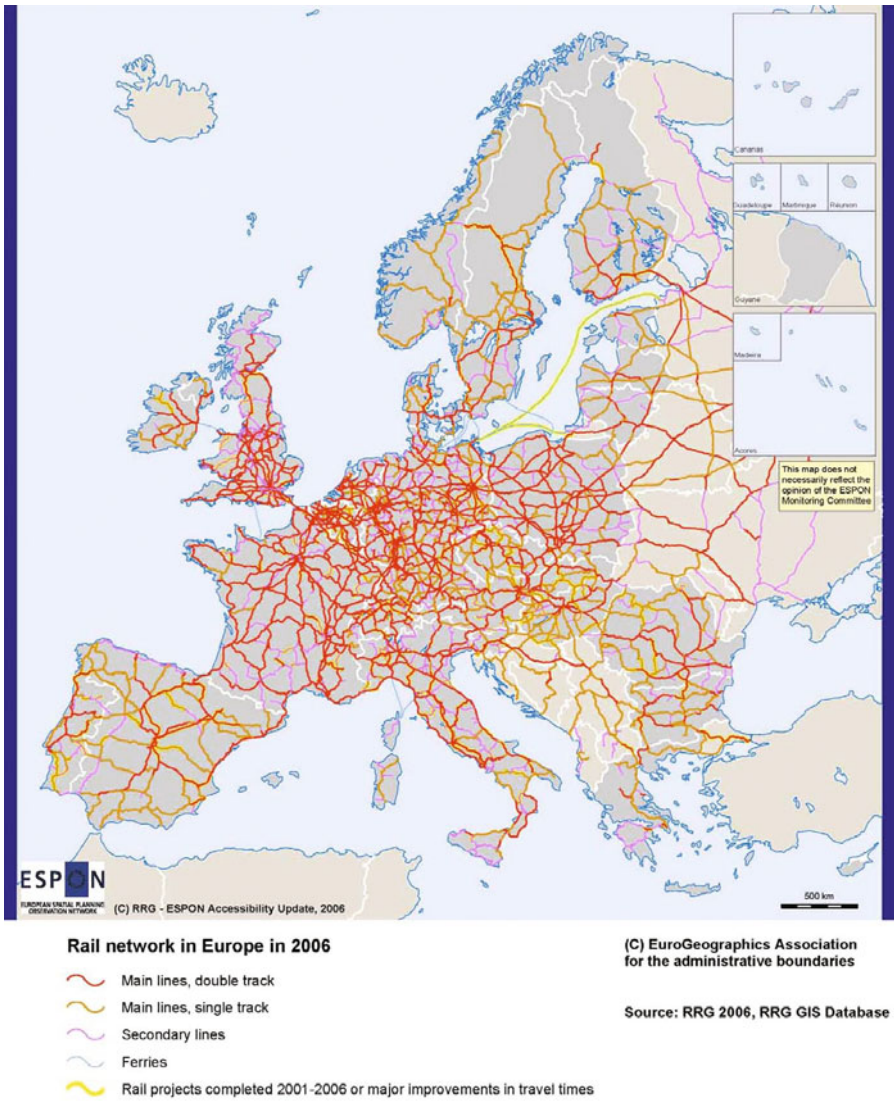 Canarias
Guadeloupe
Martinique
Réunion
Guyane
Madeira
Acores
This map does not
necessarily reflect the
opinion of the ESPON
Monitoring Committee
ESPON
EUROPEAN SPATIAL PLANNING
OBSERVATION NETWORK
(C) RRG - ESPON Accessibility Update, 2006
500 km
Rail network in Europe in 2006
Main lines, double track
Main lines, single track
Secondary lines
Ferries
Rail projects completed 2001-2006 or major improvements in travel times
(C) EuroGeographics Association
for the administrative boundaries
Source: RRG 2006, RRG GIS Database